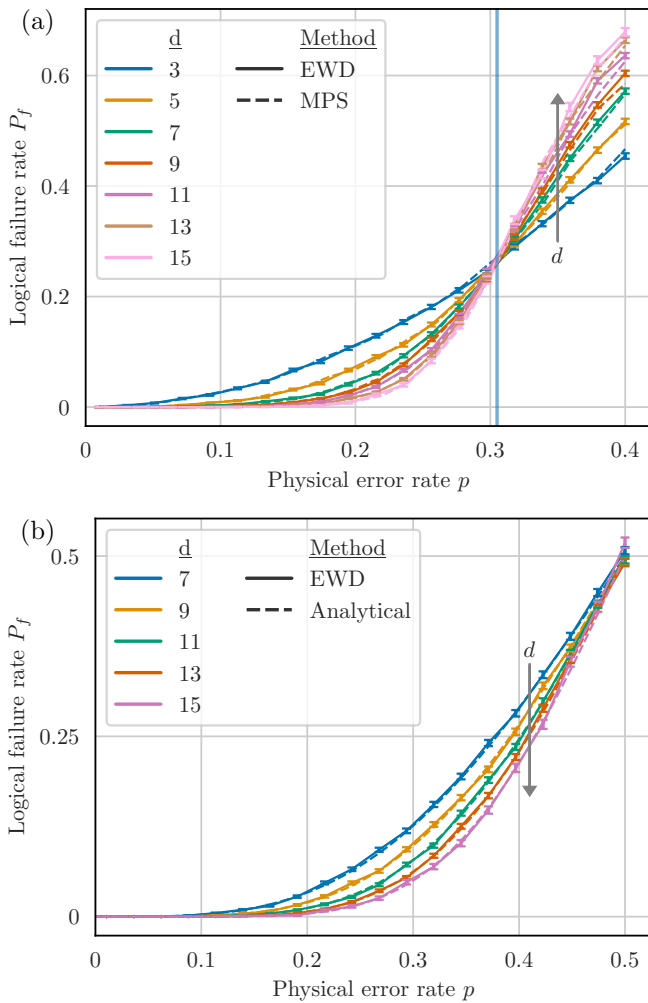 (a)
d
Method
3
EWD
5
MPS
7
9
11
13
15
d
0.6
0.4
0.2
0
Logical failure rate P_f
0
0.1
0.2
0.3
0.4
Physical error rate p
(b)
d
Method
7
EWD
9
Analytical
11
13
15
d
0.5
0.25
0
Logical failure rate P_f
0
0.1
0.2
0.3
0.4
0.5
Physical error rate p